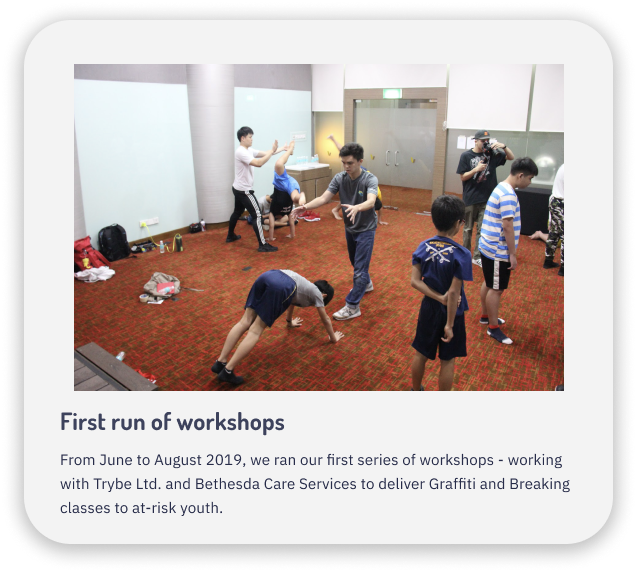 First run of workshops
From June to August 2019, we ran our first series of workshops - working
with Trybe Ltd. and Bethesda Care Services to deliver Graffiti and Breaking
classes to at-risk youth.